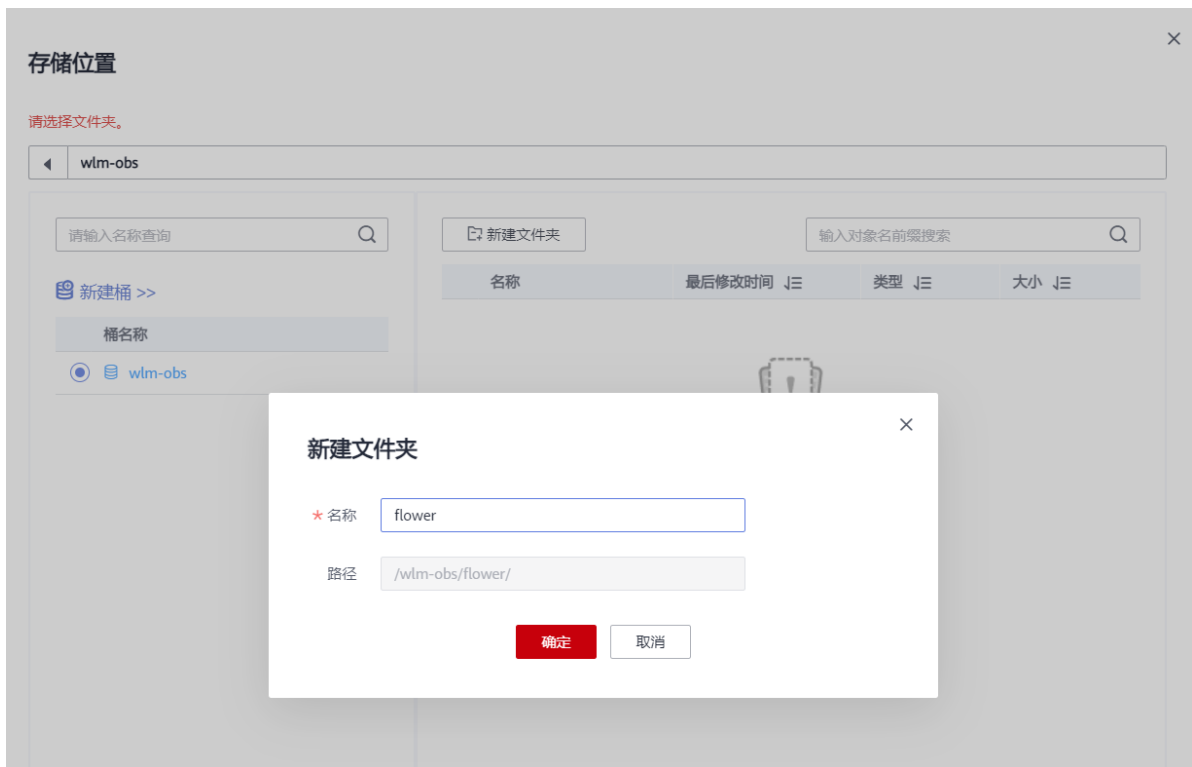 存储位置
请选择文件夹。
wlm-obs
请输入名称查询
新建文件夹
输入对象名前缀搜索
新建桶 >>
名称 最后修改时间 类型 大小
桶名称
wlm-obs
新建文件夹
* 名称 flower
路径 /wlm-obs/flower/
确定 取消